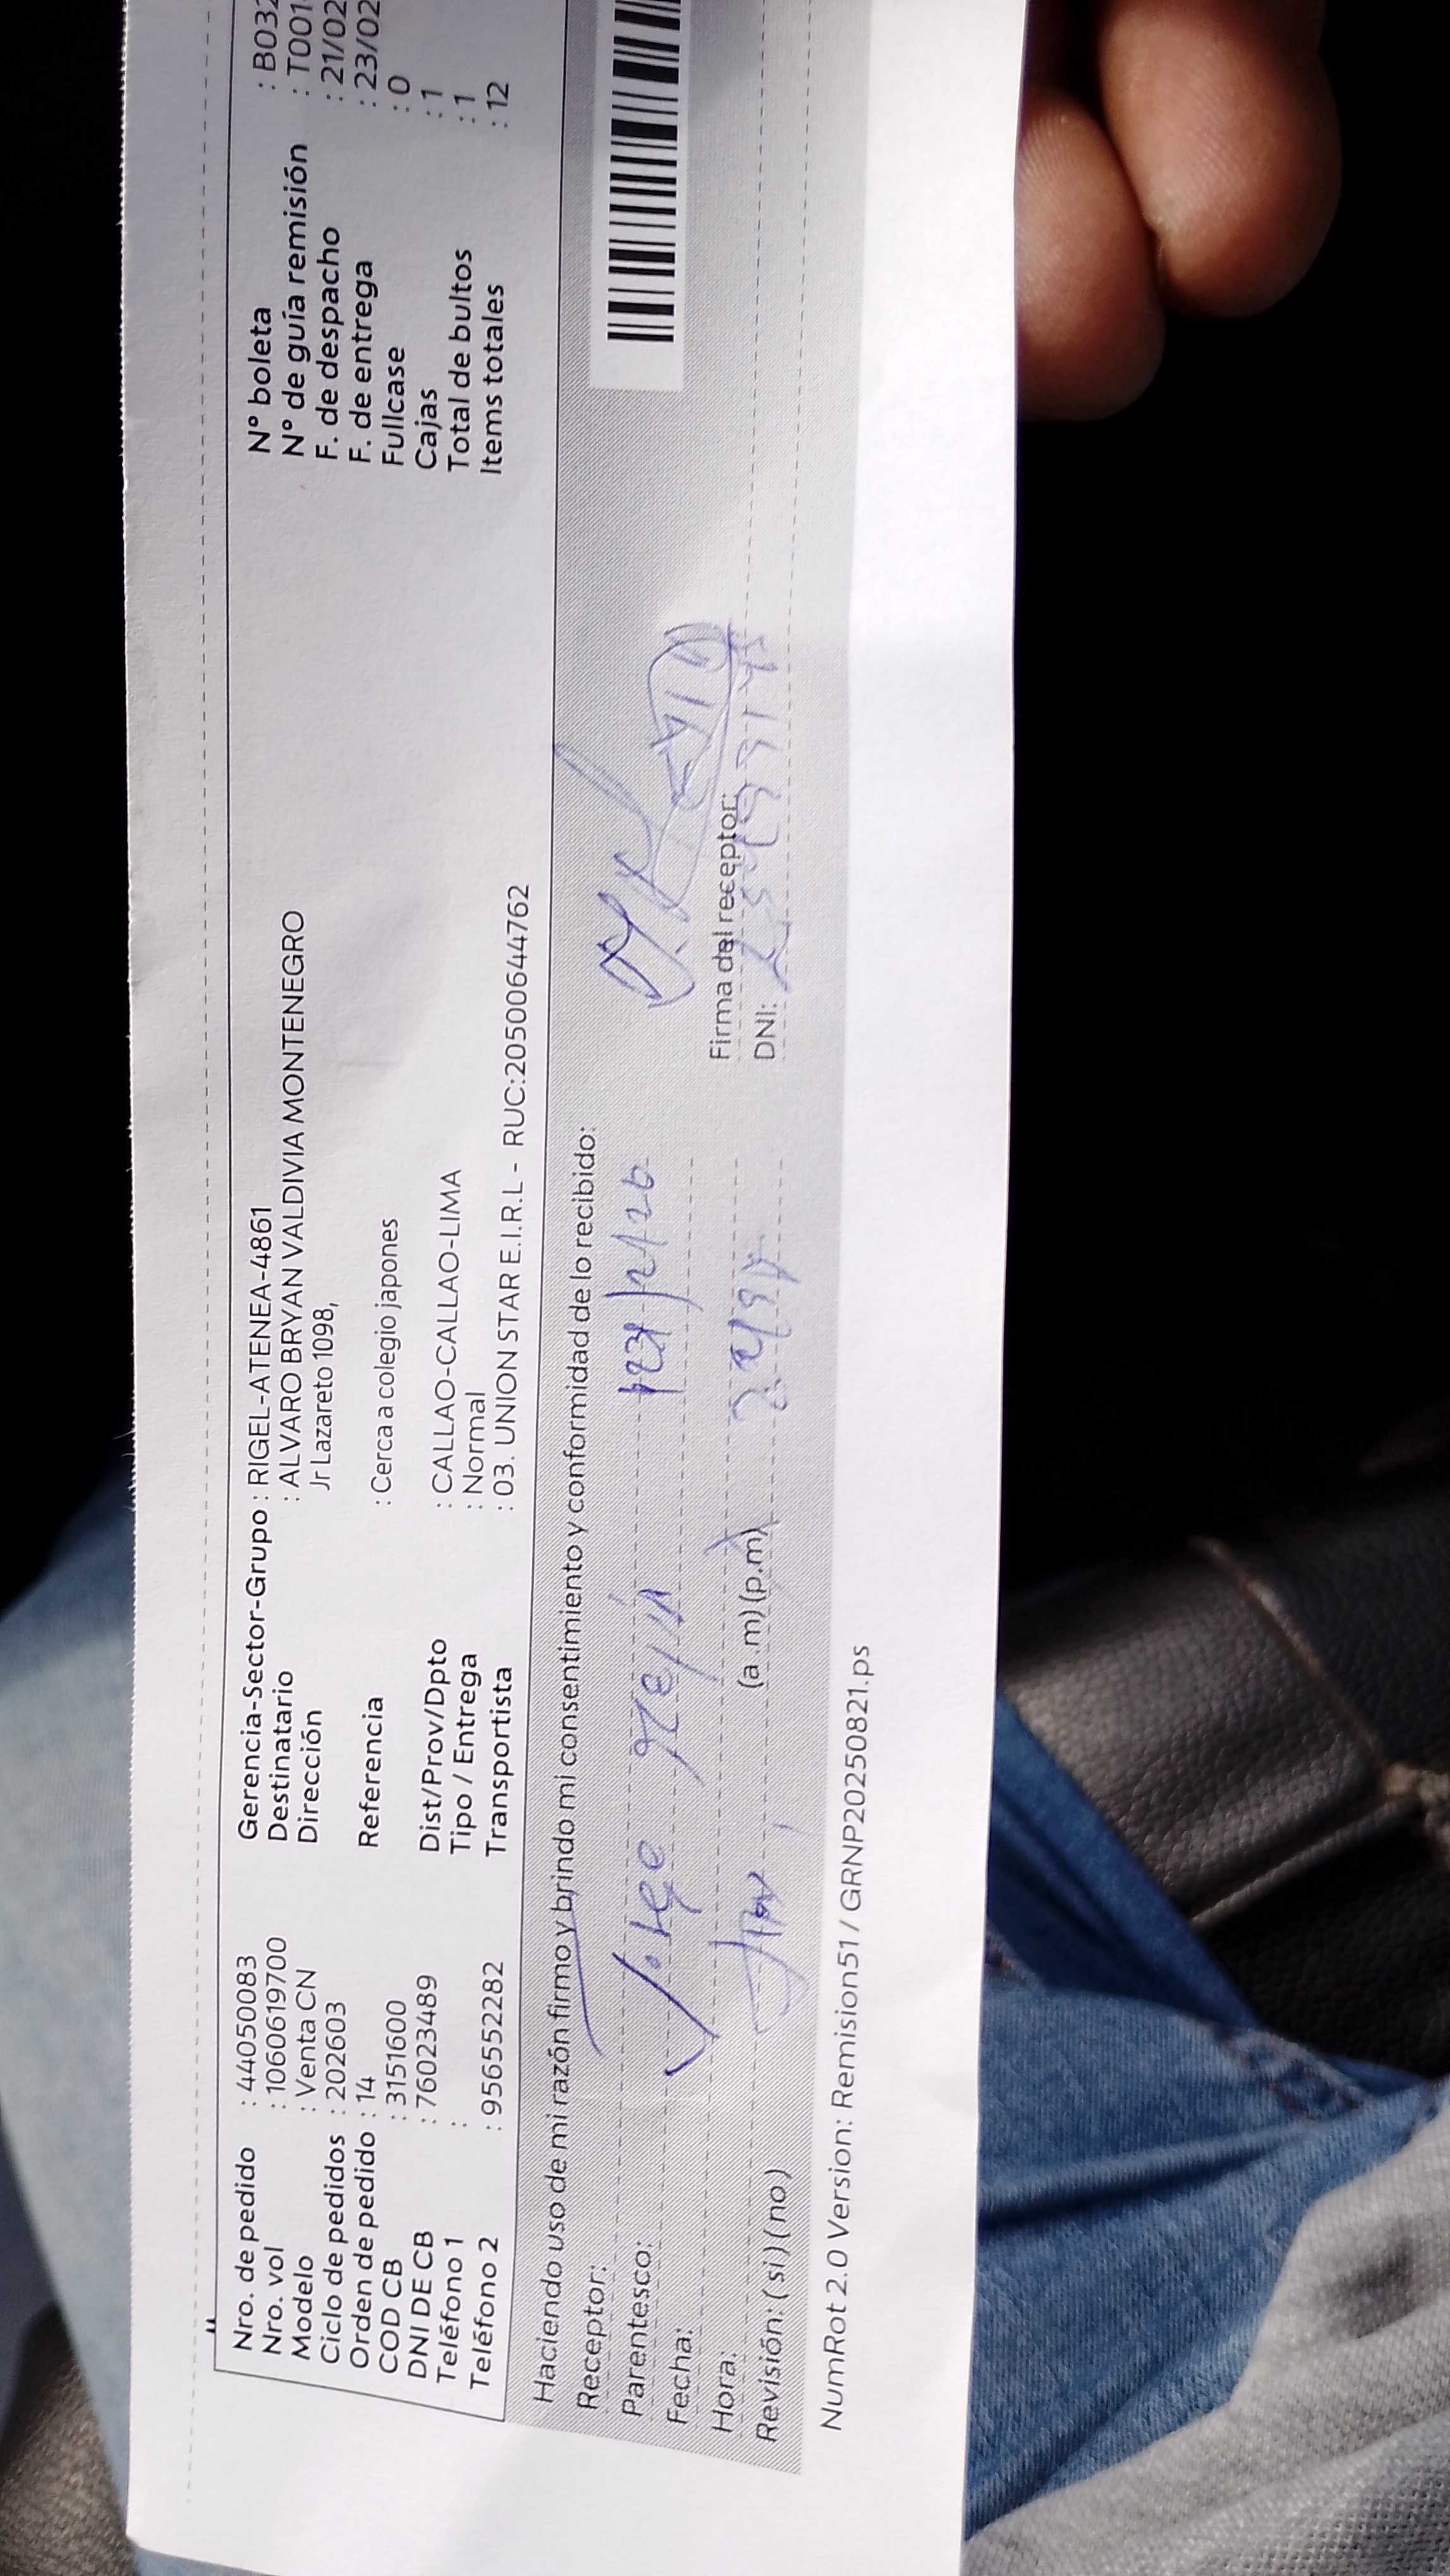 Nro. de pedido : 44050083
Nro. vol : 1060619700
Modelo : Venta CN
Ciclo de pedidos : 202603
Orden de pedido : 14
COD CB : 3151600
DNI DE CB : 76023489
Teléfono 1 :
Teléfono 2 : 956552282
Gerencia-Sector-Grupo : RIGEL-ATENEA-4861
Destinatario : ALVARO BRYAN VALDIVIA MONTENEGRO
Dirección Jr Lazareto 1098,
Referencia : Cerca a colegio japones
Dist/Prov/Dpto : CALLAO-CALLAO-LIMA
Tipo / Entrega : Normal
Transportista : 03. UNION STAR E.I.R.L - RUC:20500644762
N° boleta : B032
N° de guía remisión : T001-
F. de despacho : 21/02
F. de entrega : 23/02
Fullcase : 0
Cajas : 1
Total de bultos : 1
Items totales : 12
Haciendo uso de mi razón firmo y brindo mi consentimiento y conformidad de lo recibido:
Receptor:
Parentesco:
Fecha:
Hora: (a .m) (p.m)
Revisión: (si) (no)
Firma del receptor:
DNI:
NumRot 2.0 Version: Remision51 / GRNP20250821.ps